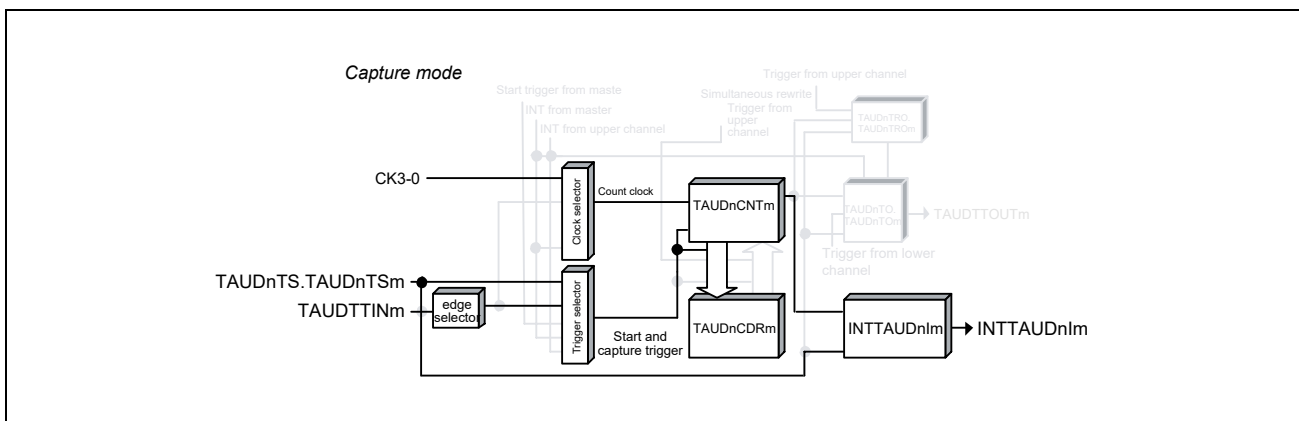 Capture mode
Trigger from upper channel
Start trigger from maste
Simultaneous rewrite
INT from master
Trigger from
upper
channel
INT from upper channel
TAUDnTRO.
TAUDnTROm
CK3-0
Clock selector
Count clock
TAUDnCNTm
TAUDnTO.
TAUDnTOm
TAUDTTOUTm
Trigger from lower
channel
TAUDnTS.TAUDnTSm
TAUDTTINm
edge
selector
Trigger selector
Start and
capture trigger
TAUDnCDRm
INTTAUDnIm
INTTAUDnIm